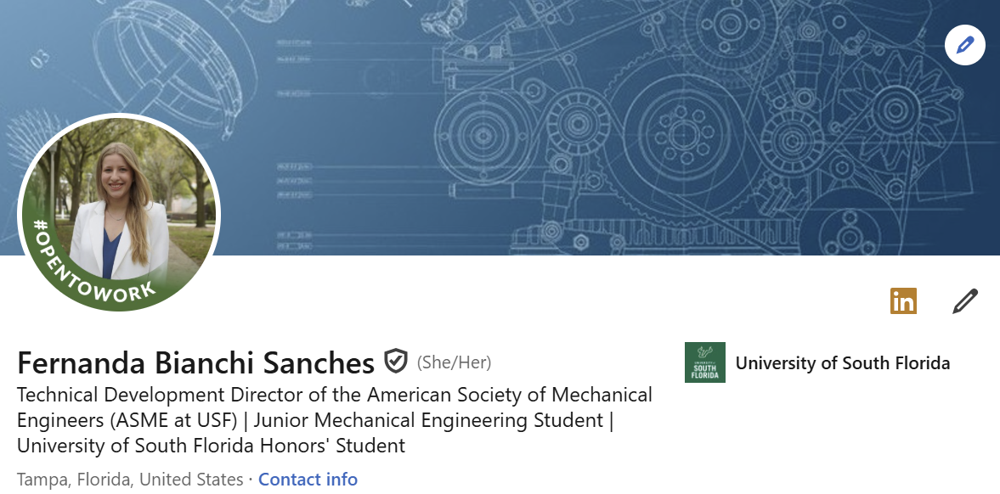 03
#OPENTOWORK
in
Fernanda Bianchi Sanches (She/Her)
Technical Development Director of the American Society of Mechanical
Engineers (ASME at USF) | Junior Mechanical Engineering Student |
University of South Florida Honors' Student
Tampa, Florida, United States · Contact info
UNIVERSITY of
SOUTH
FLORIDA
University of South Florida